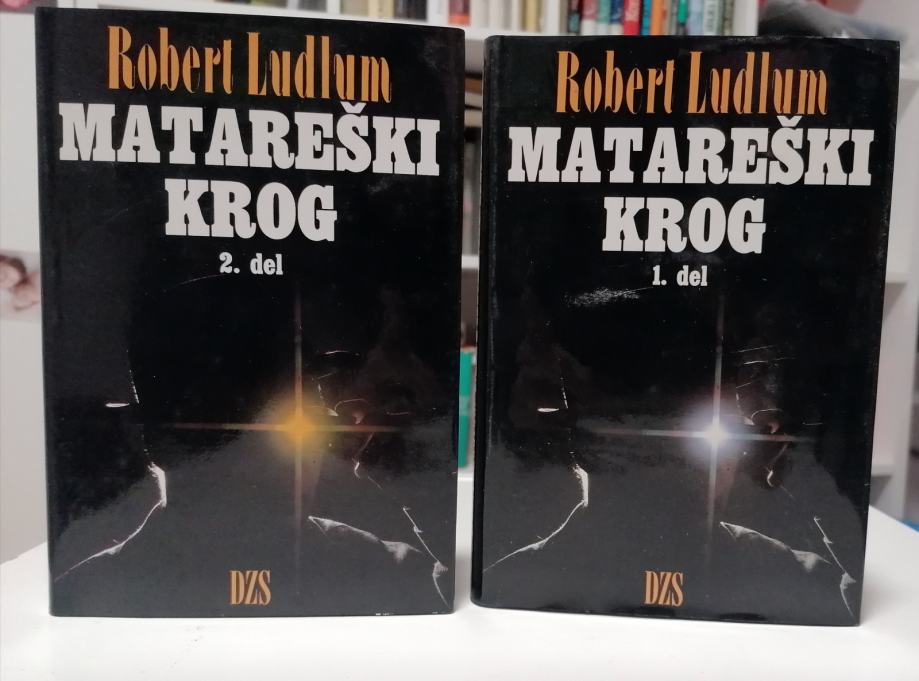 Robert Ludlum
MATAREŠKI
KROG
2. del
DZS
Robert Ludlum
MATAREŠKI
KROG
1. del
DZS